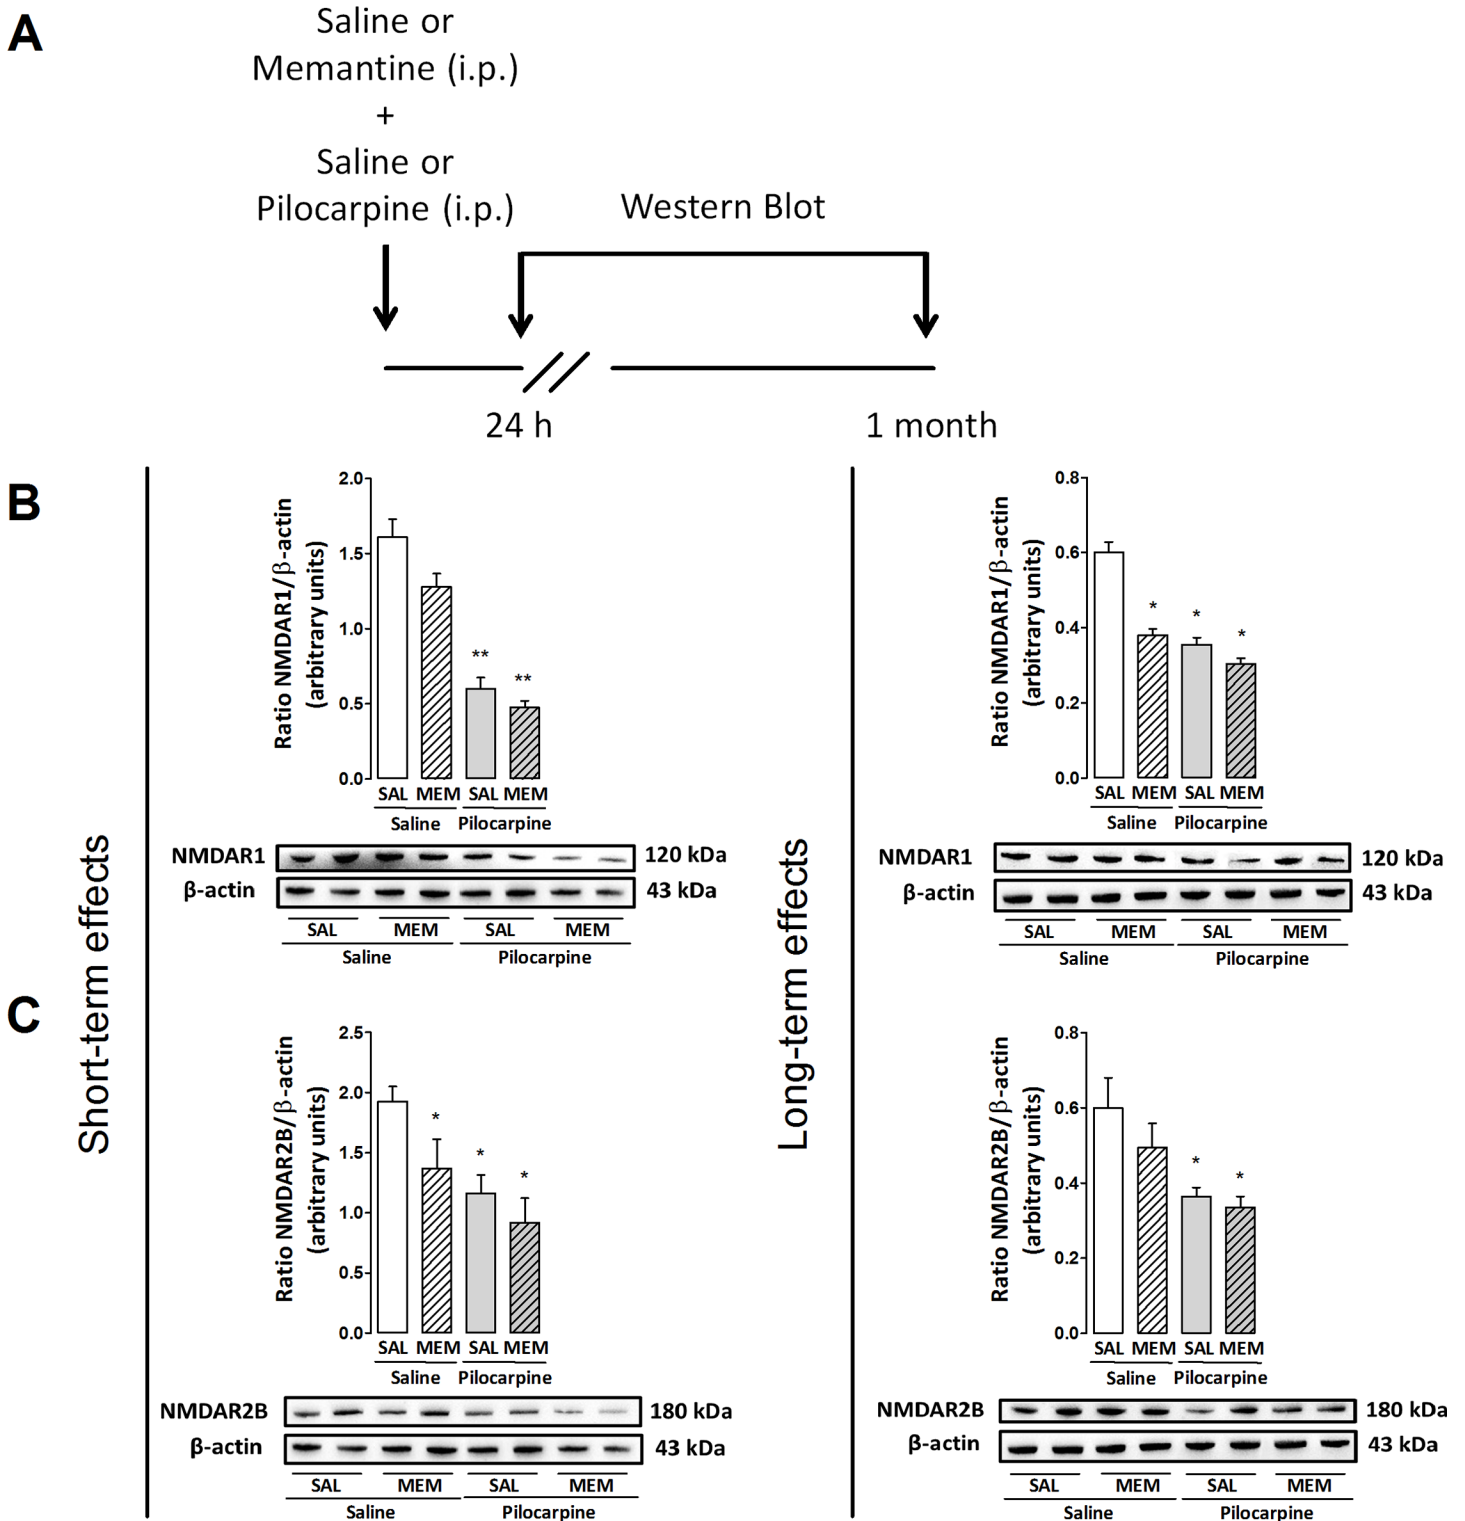 A
Saline or
Memantine (i.p.)
+
Saline or
Pilocarpine (i.p.)
Western Blot
24 h
1 month
Short-term effects
Long-term effects
B
Ratio NMDAR1/β-actin
(arbitrary units)
2.0
1.5
1.0
0.5
0.0
** **
SAL MEM SAL MEM
Saline Pilocarpine
NMDAR1 120 kDa
β-actin 43 kDa
SAL MEM SAL MEM
Saline Pilocarpine
Ratio NMDAR1/β-actin
(arbitrary units)
0.8
0.6
0.4
0.2
0.0
* * *
SAL MEM SAL MEM
Saline Pilocarpine
NMDAR1 120 kDa
β-actin 43 kDa
SAL MEM SAL MEM
Saline Pilocarpine
C
Ratio NMDAR2B/β-actin
(arbitrary units)
2.5
2.0
1.5
1.0
0.5
0.0
* * *
SAL MEM SAL MEM
Saline Pilocarpine
NMDAR2B 180 kDa
β-actin 43 kDa
SAL MEM SAL MEM
Saline Pilocarpine
Ratio NMDAR2B/β-actin
(arbitrary units)
0.8
0.6
0.4
0.2
0.0
* *
SAL MEM SAL MEM
Saline Pilocarpine
NMDAR2B 180 kDa
β-actin 43 kDa
SAL MEM SAL MEM
Saline Pilocarpine